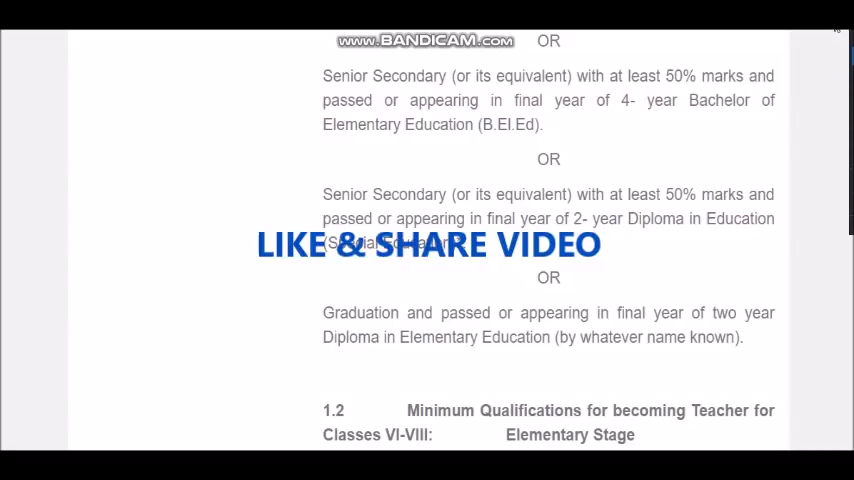 www.BANDICAM.com
OR
Senior Secondary (or its equivalent) with at least 50% marks and
passed or appearing in final year of 4- year Bachelor of
Elementary Education (B.El.Ed).
OR
Senior Secondary (or its equivalent) with at least 50% marks and
passed or appearing in final year of 2- year Diploma in Education
(Special Education)*.
LIKE & SHARE VIDEO
OR
Graduation and passed or appearing in final year of two year
Diploma in Elementary Education (by whatever name known).
1.2 Minimum Qualifications for becoming Teacher for
Classes VI-VIII: Elementary Stage